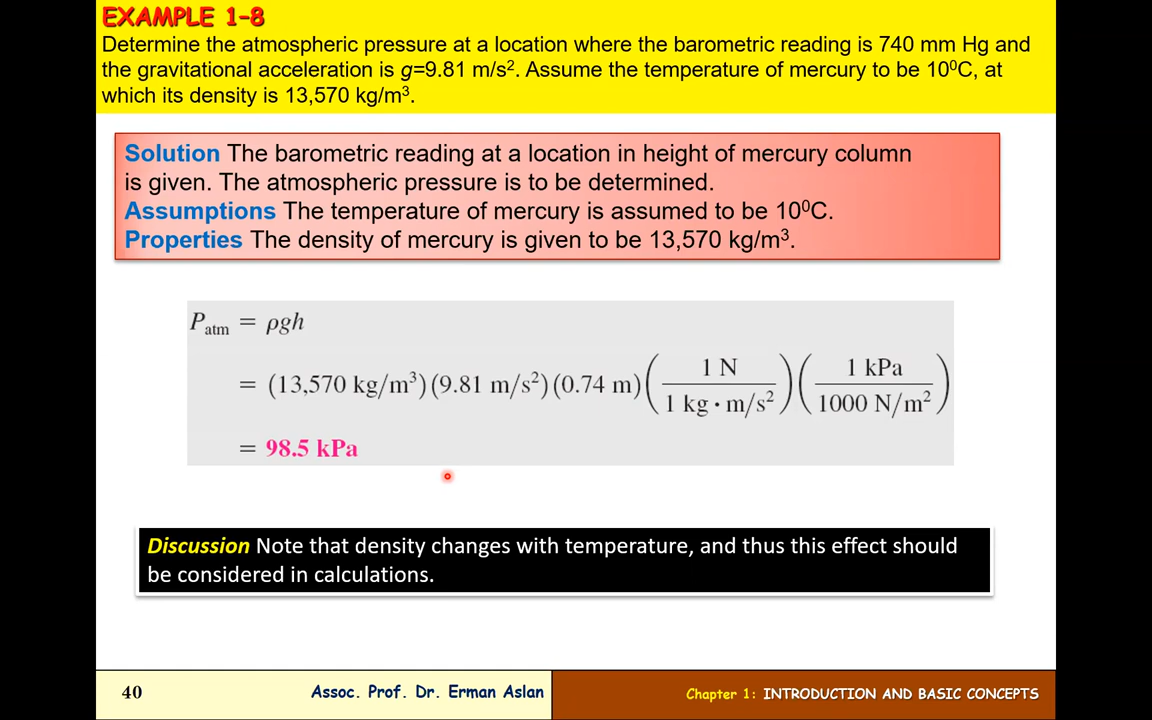 EXAMPLE 1-8
Determine the atmospheric pressure at a location where the barometric reading is 740 mm Hg and
the gravitational acceleration is g=9.81 m/s². Assume the temperature of mercury to be 10⁰C, at
which its density is 13,570 kg/m³.
Solution The barometric reading at a location in height of mercury column
is given. The atmospheric pressure is to be determined.
Assumptions The temperature of mercury is assumed to be 10⁰C.
Properties The density of mercury is given to be 13,570 kg/m³.
P_atm = ρgh
= (13,570 kg/m³)(9.81 m/s²)(0.74 m)(1 N / 1 kg · m/s²)(1 kPa / 1000 N/m²)
= 98.5 kPa
Discussion Note that density changes with temperature, and thus this effect should
be considered in calculations.
40 Assoc. Prof. Dr. Erman Aslan Chapter 1: INTRODUCTION AND BASIC CONCEPTS